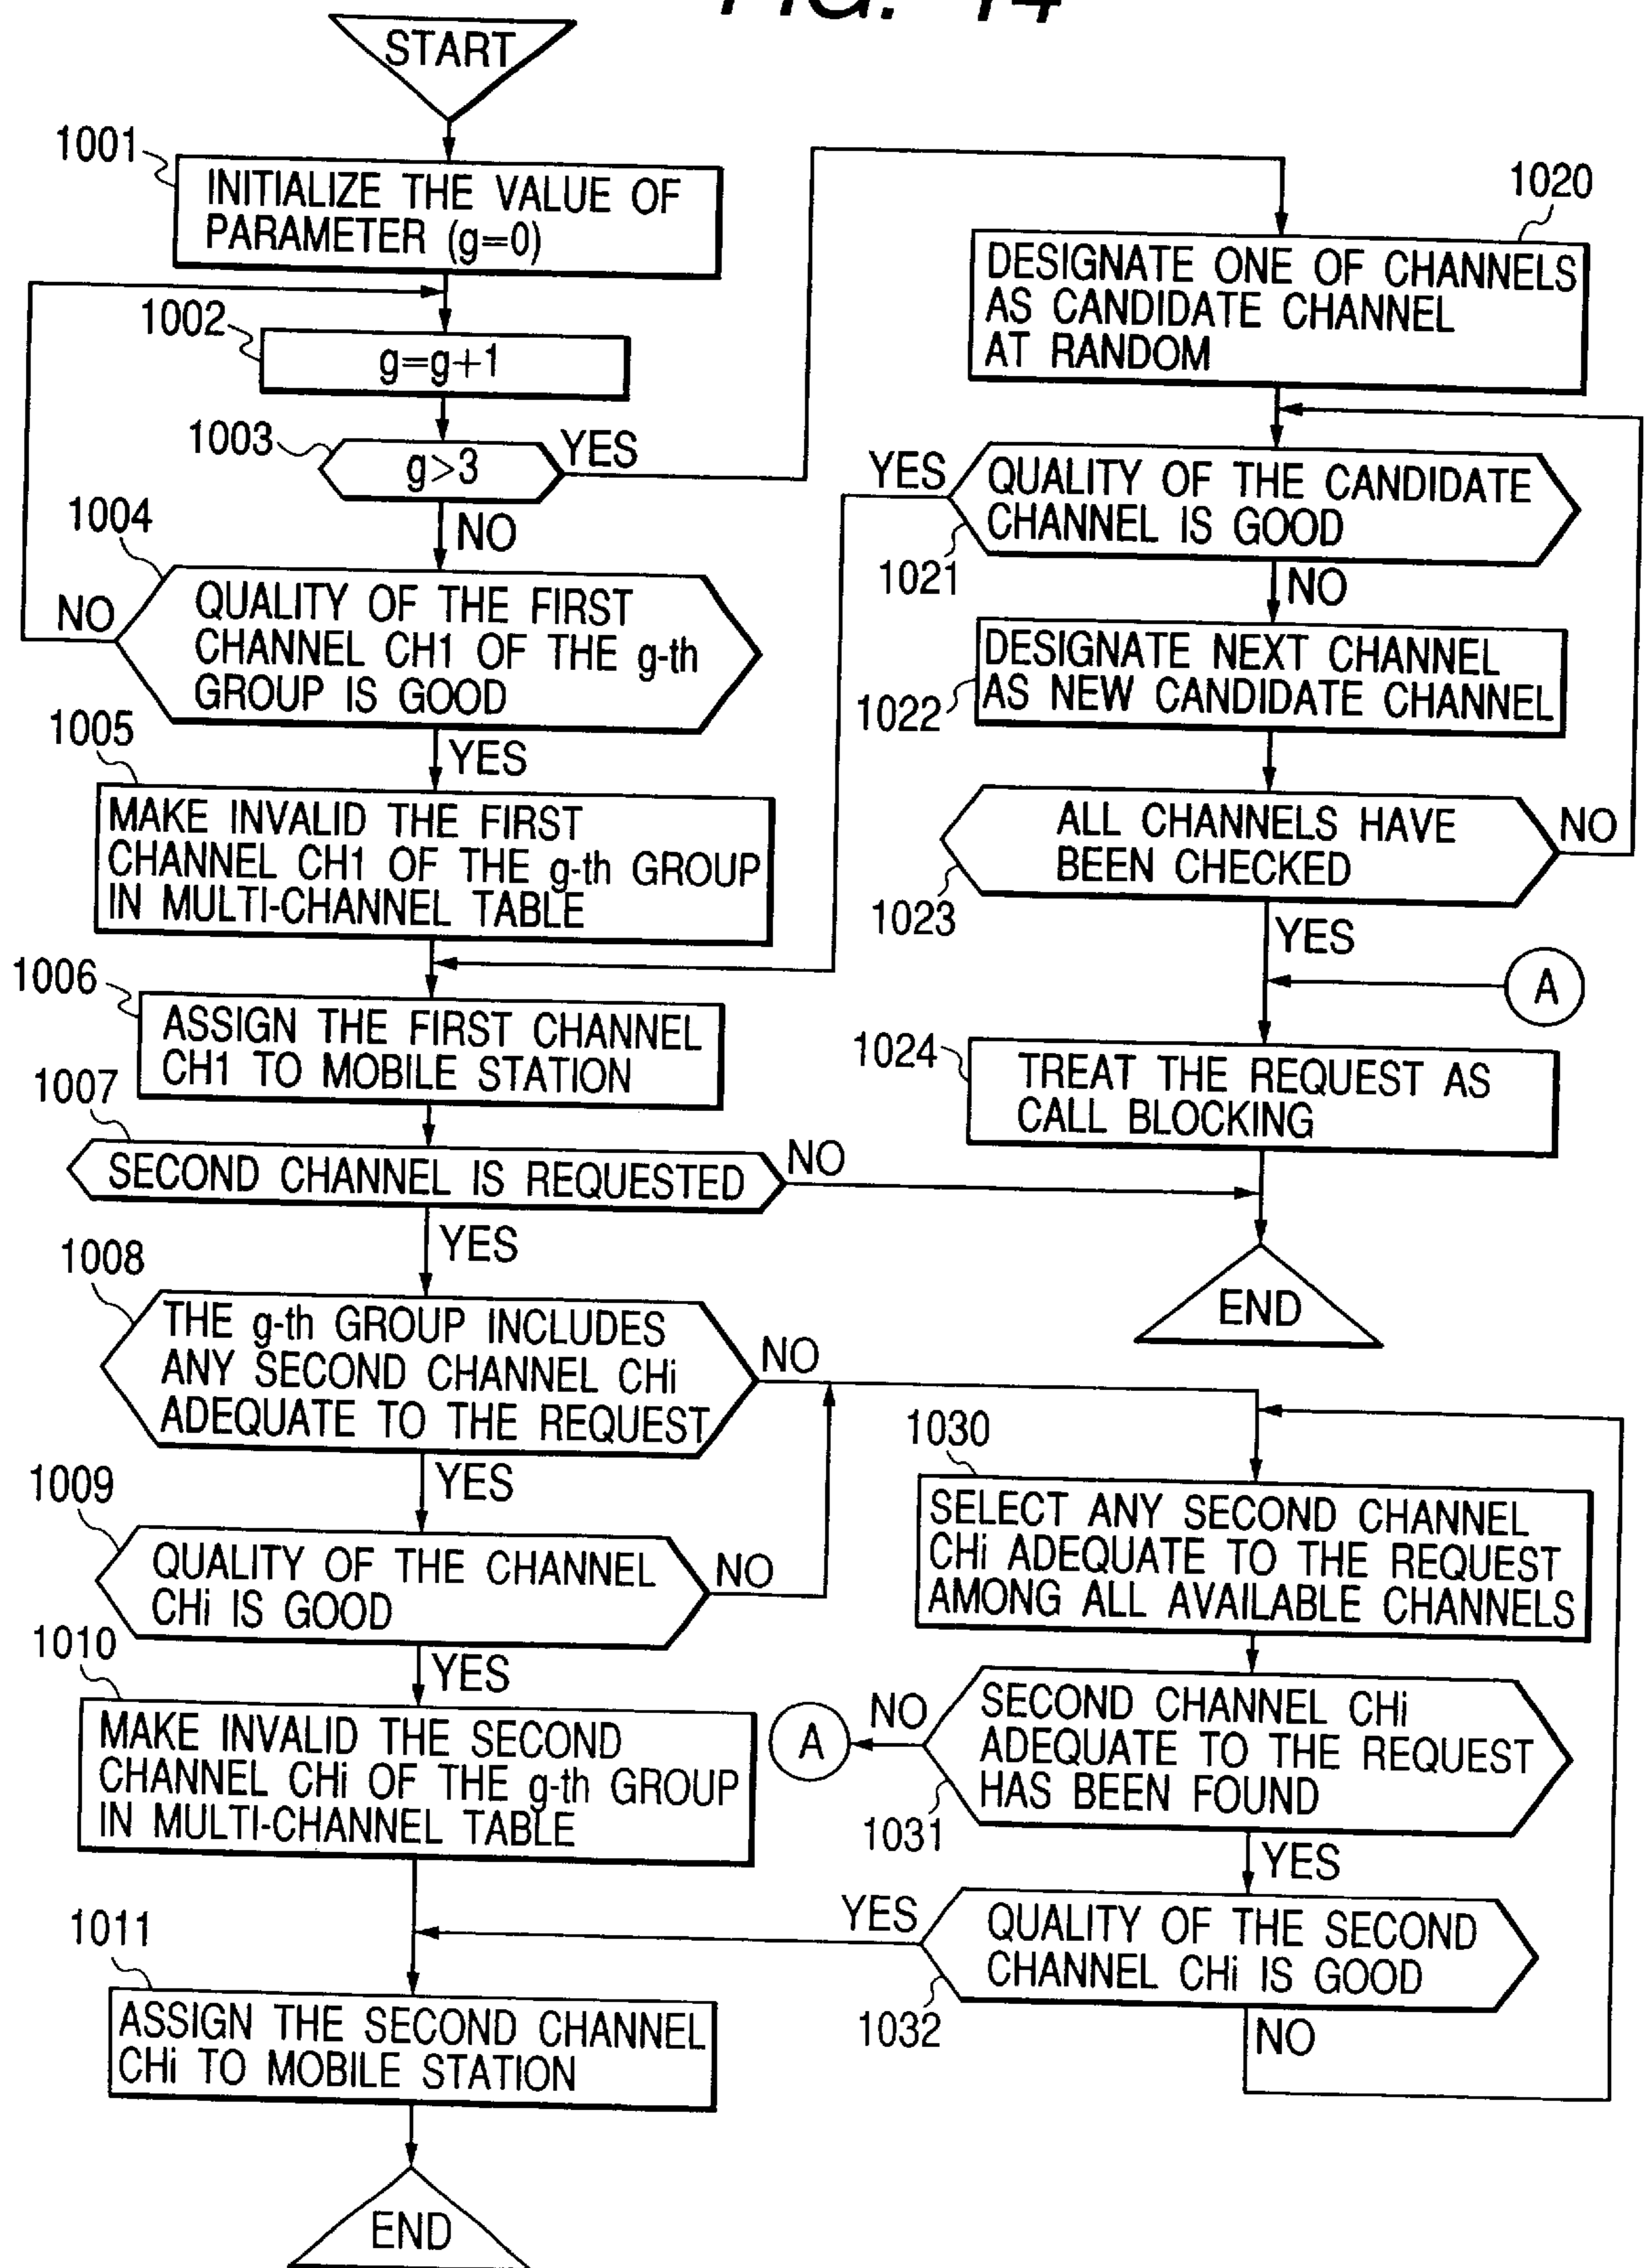 FIG. 14
START
1001
INITIALIZE THE VALUE OF
PARAMETER (g=0)
1002
g=g+1
1003
g>3
YES
NO
1004
QUALITY OF THE FIRST
CHANNEL CH1 OF THE g-th
GROUP IS GOOD
NO
YES
1005
MAKE INVALID THE FIRST
CHANNEL CH1 OF THE g-th GROUP
IN MULTI-CHANNEL TABLE
1006
ASSIGN THE FIRST CHANNEL
CH1 TO MOBILE STATION
1007
SECOND CHANNEL IS REQUESTED
NO
YES
1008
THE g-th GROUP INCLUDES
ANY SECOND CHANNEL CHi
ADEQUATE TO THE REQUEST
NO
YES
1009
QUALITY OF THE CHANNEL
CHi IS GOOD
NO
YES
1010
MAKE INVALID THE SECOND
CHANNEL CHi OF THE g-th GROUP
IN MULTI-CHANNEL TABLE
1011
ASSIGN THE SECOND CHANNEL
CHi TO MOBILE STATION
END
1020
DESIGNATE ONE OF CHANNELS
AS CANDIDATE CHANNEL
AT RANDOM
YES
QUALITY OF THE CANDIDATE
CHANNEL IS GOOD
1021
NO
DESIGNATE NEXT CHANNEL
AS NEW CANDIDATE CHANNEL
1022
ALL CHANNELS HAVE
BEEN CHECKED
NO
1023
YES
A
1024
TREAT THE REQUEST AS
CALL BLOCKING
END
1030
SELECT ANY SECOND CHANNEL
CHi ADEQUATE TO THE REQUEST
AMONG ALL AVAILABLE CHANNELS
A
NO
SECOND CHANNEL CHi
ADEQUATE TO THE REQUEST
HAS BEEN FOUND
1031
YES
YES
QUALITY OF THE SECOND
CHANNEL CHi IS GOOD
1032
NO